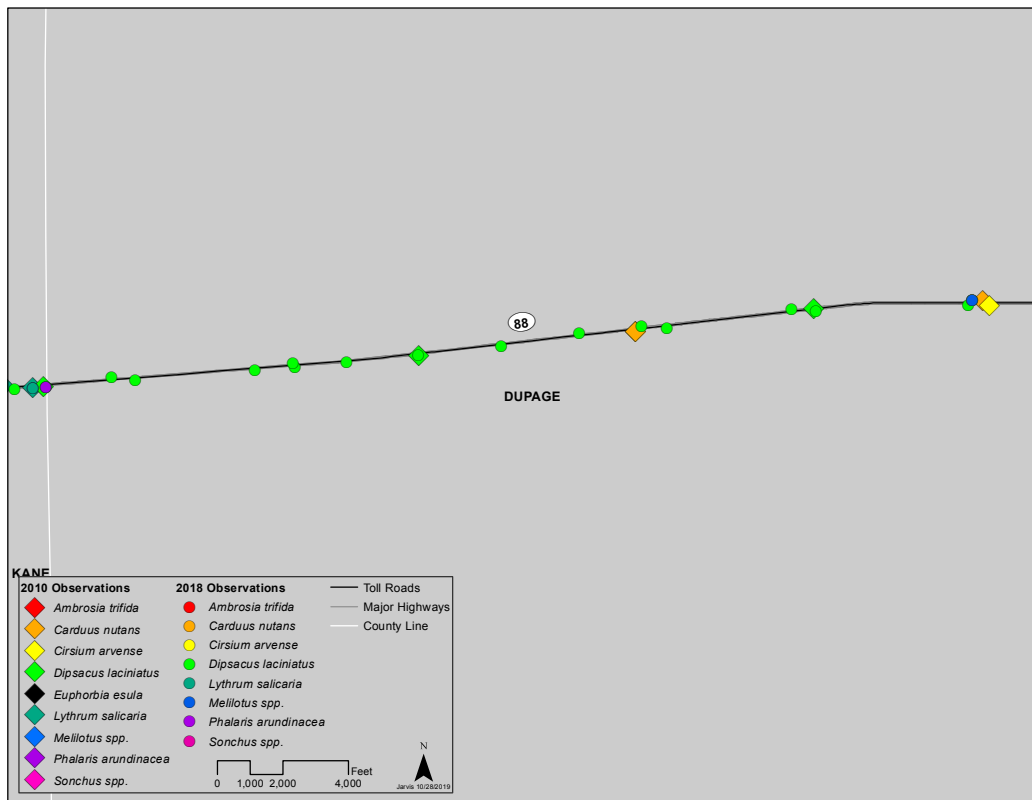 88
DUPAGE
KANE
2010 Observations
Ambrosia trifida
Carduus nutans
Cirsium arvense
Dipsacus laciniatus
Euphorbia esula
Lythrum salicaria
Melilotus spp.
Phalaris arundinacea
Sonchus spp.
2018 Observations
Ambrosia trifida
Carduus nutans
Cirsium arvense
Dipsacus laciniatus
Lythrum salicaria
Melilotus spp.
Phalaris arundinacea
Sonchus spp.
Toll Roads
Major Highways
County Line
Feet
0 1,000 2,000 4,000
N
Jarvis 10/28/2019